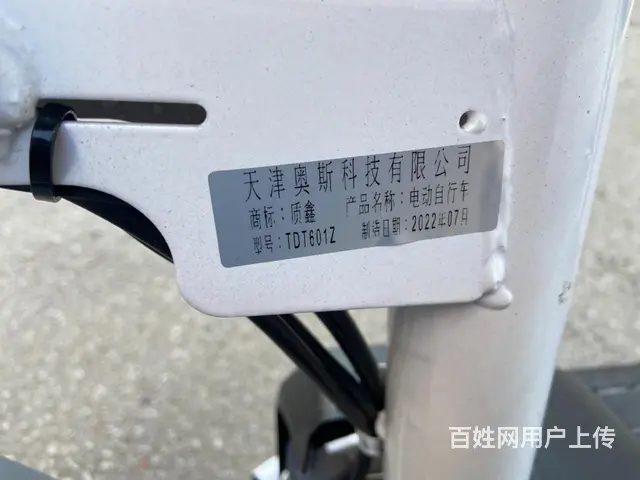 天津奥斯科技有限公司
商标：质鑫 产品名称：电动自行车
型号：TDT601Z 制造日期：2022年07月
百姓网用户上传